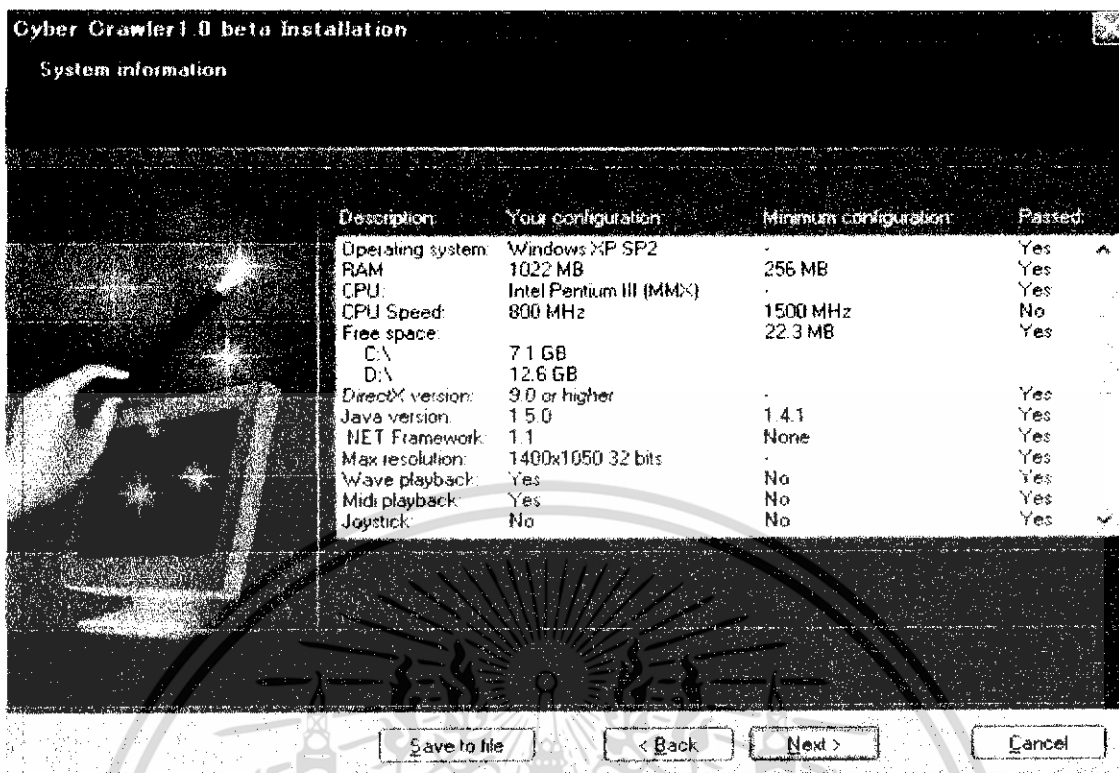 Cyber Crawler1.0 beta Installation
System information
Description: Your configuration: Minimum configuration: Passed:
Operating system: Windows XP SP2 - Yes
RAM 1022 MB 256 MB Yes
CPU: Intel Pentium III (MMX) - Yes
CPU Speed: 800 MHz 1500 MHz No
Free space: 22.3 MB Yes
C:\ 7.1 GB
D:\ 12.6 GB
DirectX version: 9.0 or higher - Yes
Java version: 1.5.0 1.4.1 Yes
.NET Framework: 1.1 None Yes
Max resolution: 1400x1050 32 bits - Yes
Wave playback: Yes No Yes
Midi playback: Yes No Yes
Joystick: No No Yes
Save to file < Back Next > Cancel